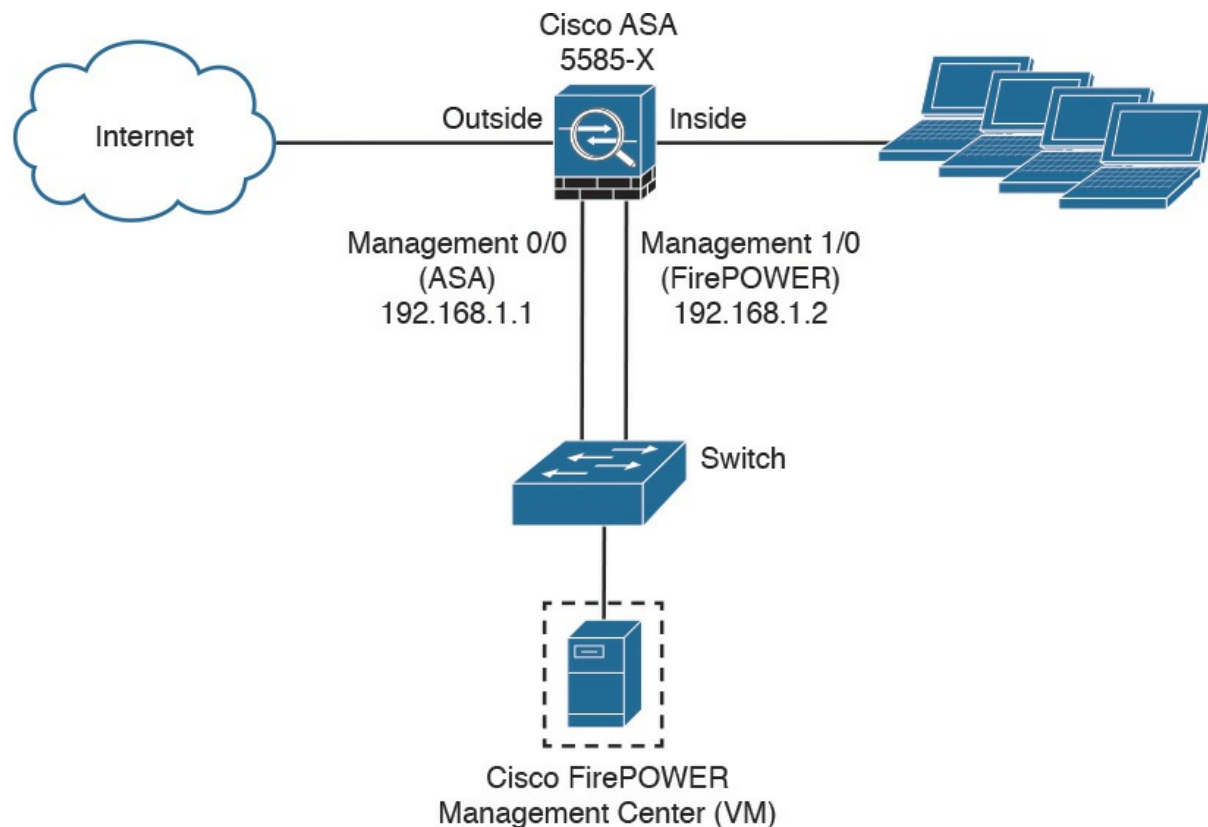 Cisco ASA
5585-X
Internet
Outside
Inside
Management 0/0
(ASA)
192.168.1.1
Management 1/0
(FirePOWER)
192.168.1.2
Switch
Cisco FirePOWER
Management Center (VM)